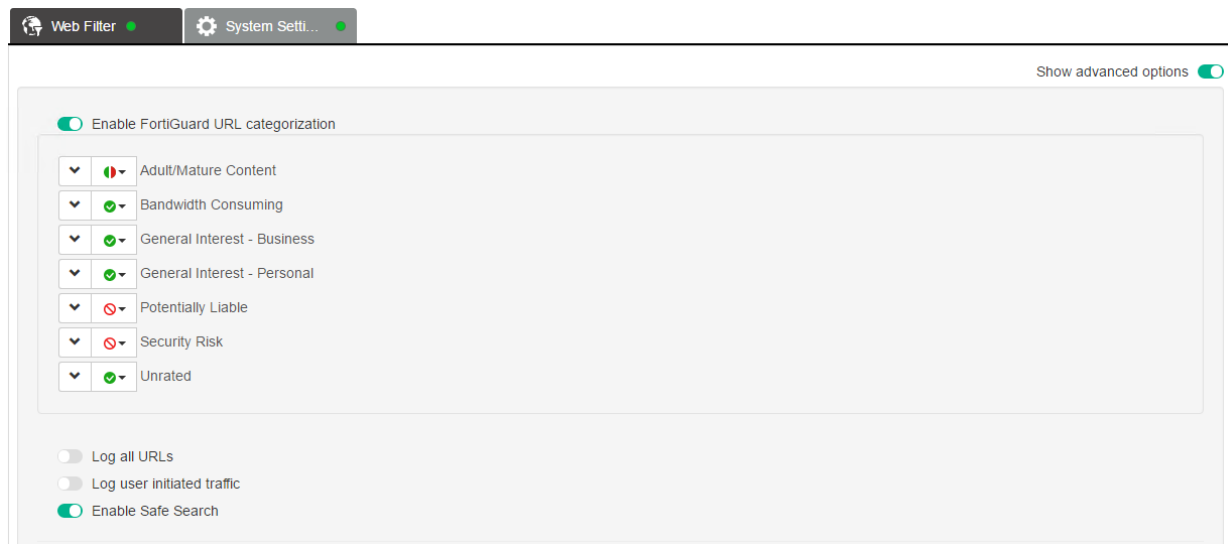 Web Filter
System Setti...
Show advanced options
Enable FortiGuard URL categorization
Adult/Mature Content
Bandwidth Consuming
General Interest - Business
General Interest - Personal
Potentially Liable
Security Risk
Unrated
Log all URLs
Log user initiated traffic
Enable Safe Search